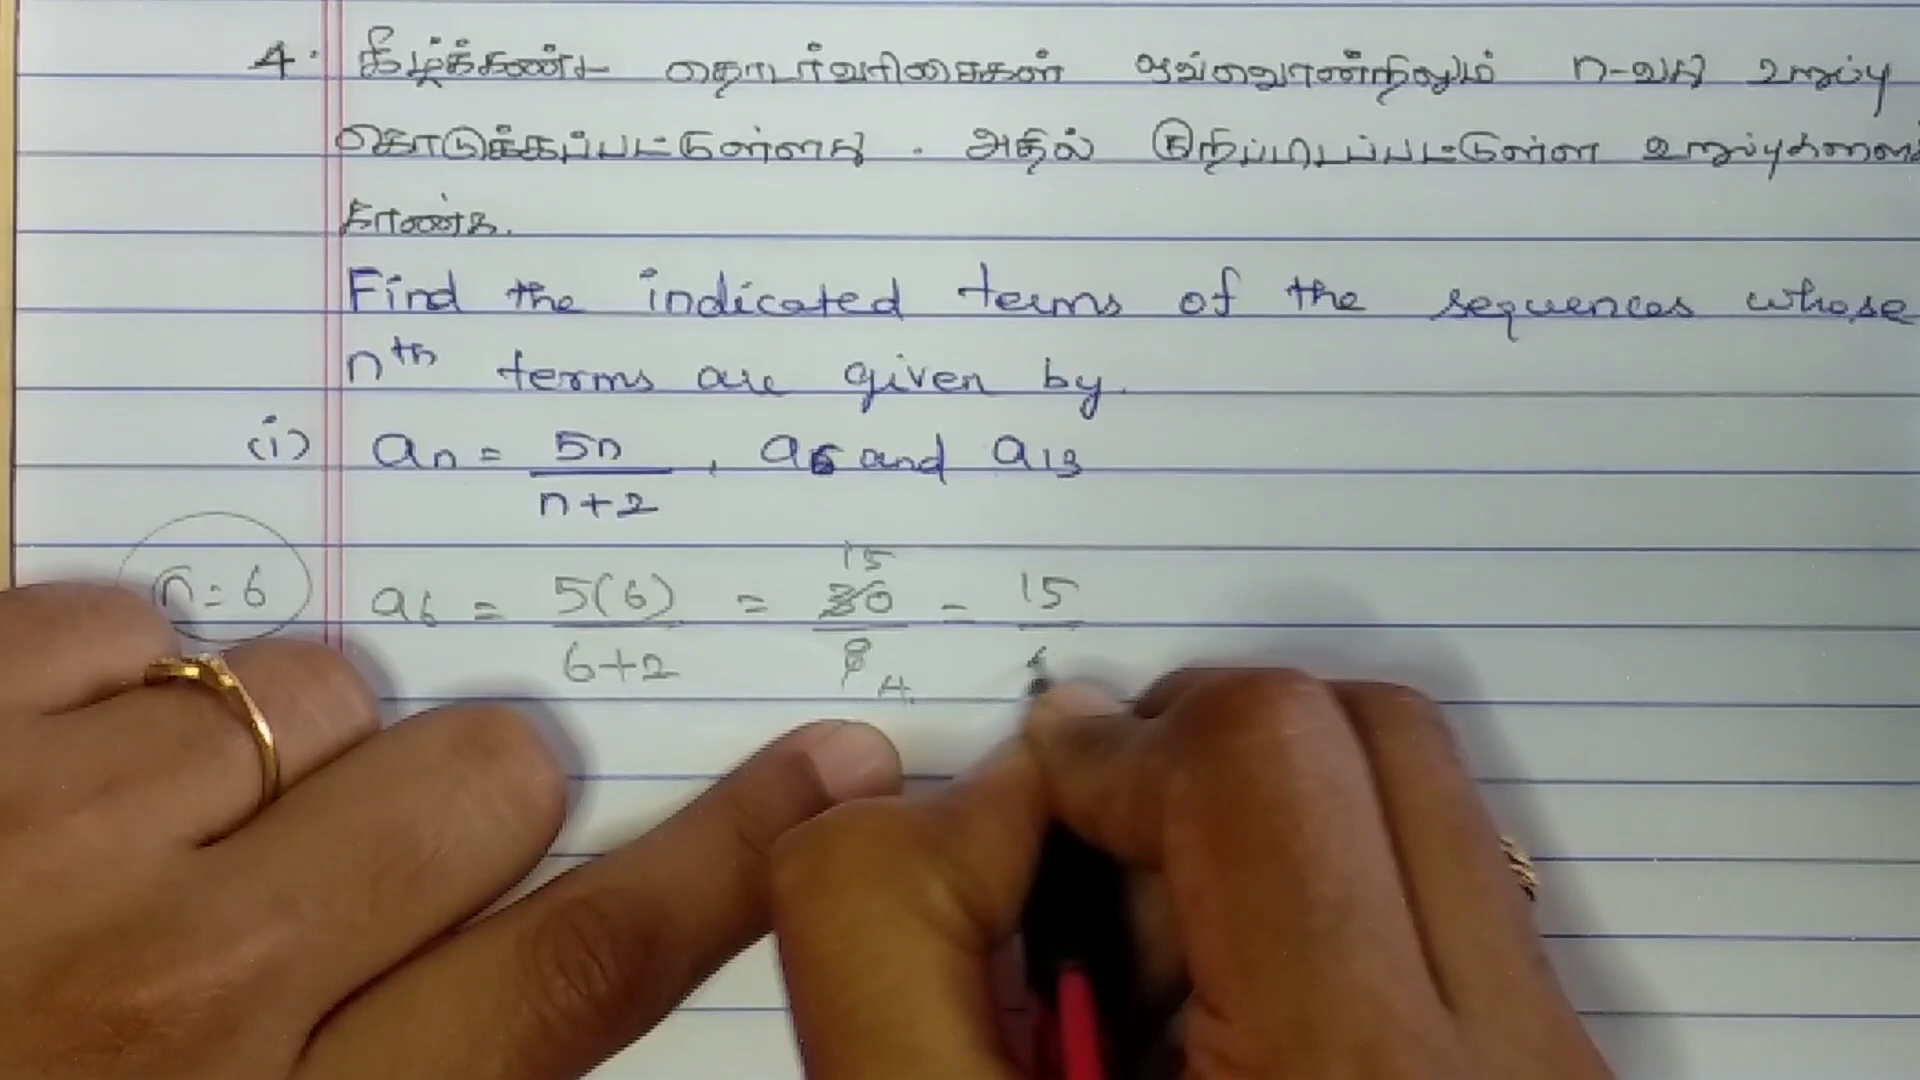 4. கீழ்க்கண்ட தொடர்வரிசைகள் ஒவ்வொன்றிலும் n-வது உறுப்பு
கொடுக்கப்பட்டுள்ளது. அதில் குறிப்பிடப்பட்டுள்ள உறுப்புகளைக்
காண்க.
Find the indicated terms of the sequences whose
nth terms are given by.
(i) an = 5n/n+2, a6 and a13
n=6 a6 = 5(6)/6+2 = 30/8 15 4 = 15